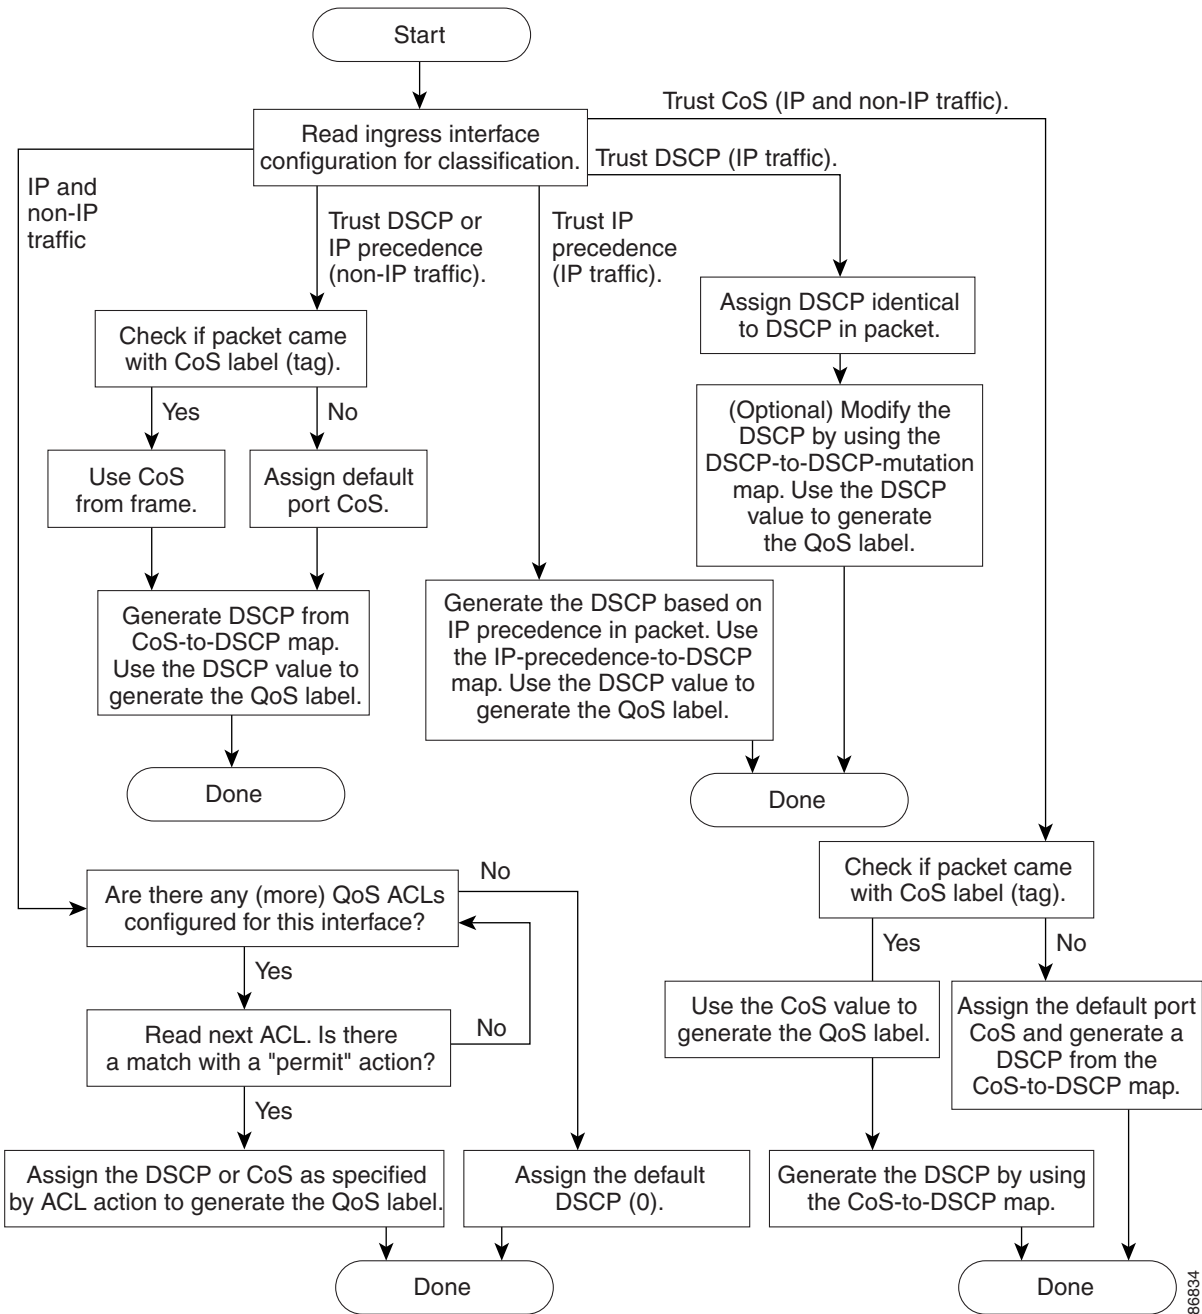 Start
Trust CoS (IP and non-IP traffic).
Read ingress interface
configuration for classification.
Trust DSCP (IP traffic).
IP and
non-IP
traffic
Trust DSCP or
IP precedence
(non-IP traffic).
Trust IP
precedence
(IP traffic).
Assign DSCP identical
to DSCP in packet.
Check if packet came
with CoS label (tag).
Yes
No
(Optional) Modify the
DSCP by using the
DSCP-to-DSCP-mutation
map. Use the DSCP
value to generate
the QoS label.
Use CoS
from frame.
Assign default
port CoS.
Generate DSCP from
CoS-to-DSCP map.
Use the DSCP value to
generate the QoS label.
Generate the DSCP based on
IP precedence in packet. Use
the IP-precedence-to-DSCP
map. Use the DSCP value to
generate the QoS label.
Done
Done
Are there any (more) QoS ACLs
configured for this interface?
No
Yes
Read next ACL. Is there
a match with a "permit" action?
No
Yes
Assign the DSCP or CoS as specified
by ACL action to generate the QoS label.
Assign the default
DSCP (0).
Done
Check if packet came
with CoS label (tag).
Yes
No
Use the CoS value to
generate the QoS label.
Assign the default port
CoS and generate a
DSCP from the
CoS-to-DSCP map.
Generate the DSCP by using
the CoS-to-DSCP map.
Done
86834